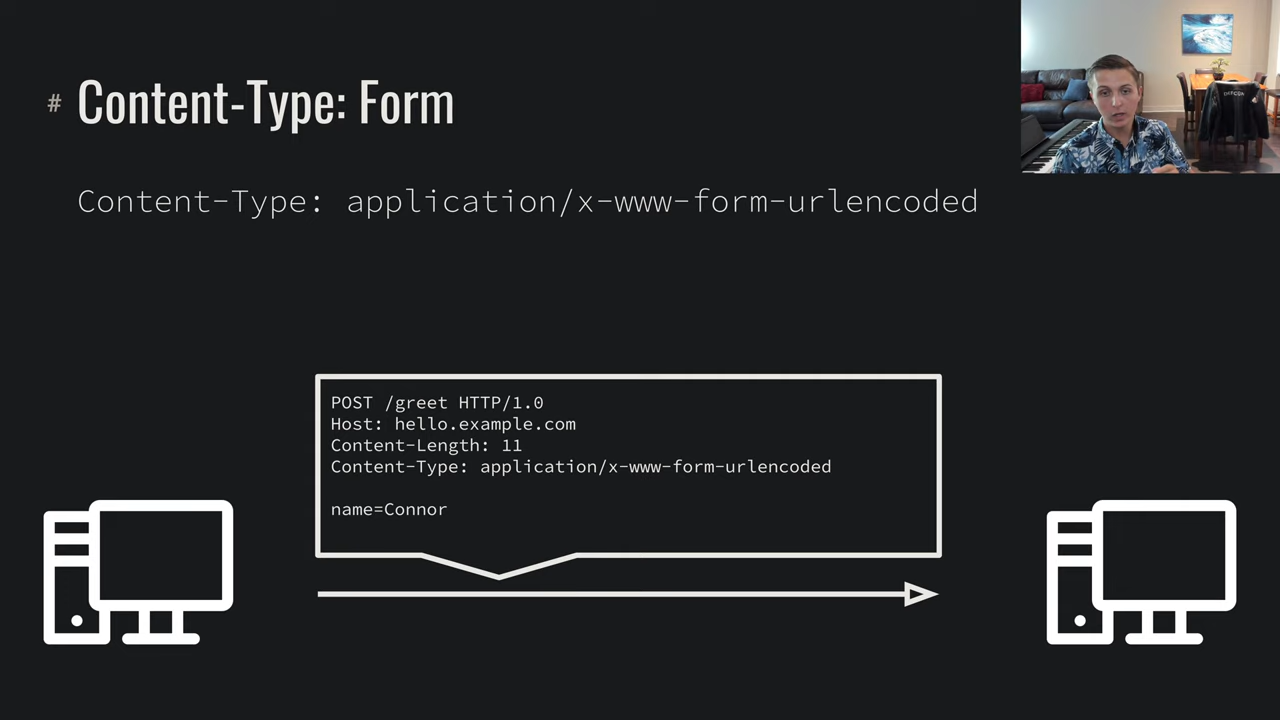 # Content-Type: Form
Content-Type: application/x-www-form-urlencoded
POST /greet HTTP/1.0
Host: hello.example.com
Content-Length: 11
Content-Type: application/x-www-form-urlencoded
name=Connor
DEFCON